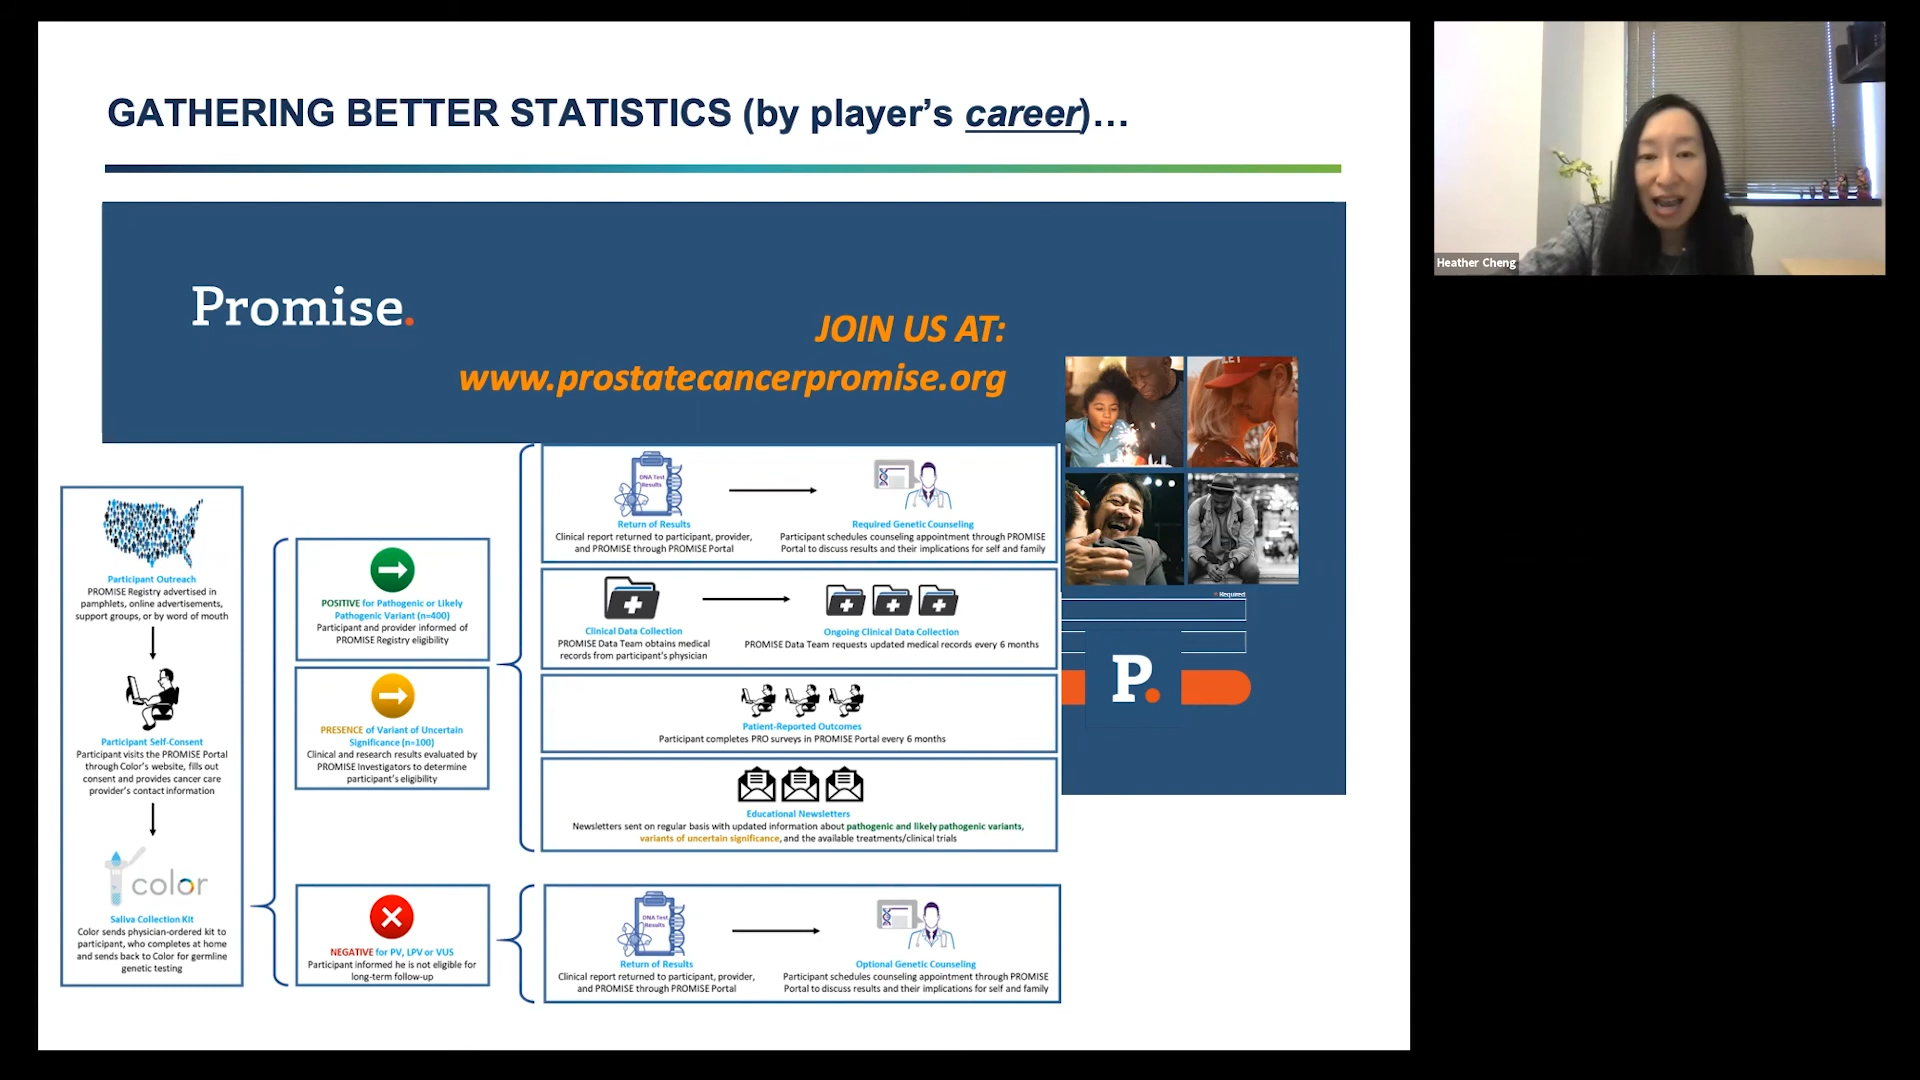 GATHERING BETTER STATISTICS (by player's career)...
Promise.
JOIN US AT:
www.prostatecancerpromise.org
Heather Cheng
Participant Outreach
PROMISE Registry advertised in
pamphlets, online advertisements,
support groups, or by word of mouth
Participant Self-Consent
Participant visits the PROMISE Portal
through Color's website, fills out
consent and provides cancer care
provider's contact information
color
Saliva Collection Kit
Color sends physician-ordered kit to
participant, who completes at home
and sends back to Color for germline
genetic testing
POSITIVE for Pathogenic or Likely
Pathogenic Variant (n=400)
Participant and provider informed of
PROMISE Registry eligibility
PRESENCE of Variant of Uncertain
Significance (n=100)
Clinical and research results evaluated by
PROMISE Investigators to determine
participant's eligibility
NEGATIVE for PV, LPV or VUS
Participant informed he is not eligible for
long-term follow-up
DNA Test
Results
Return of Results
Clinical report returned to participant, provider,
and PROMISE through PROMISE Portal
Required Genetic Counseling
Participant schedules counseling appointment through PROMISE
Portal to discuss results and their implications for self and family
Clinical Data Collection
PROMISE Data Team obtains medical
records from participant's physician
Ongoing Clinical Data Collection
PROMISE Data Team requests updated medical records every 6 months
Patient-Reported Outcomes
Participant completes PRO surveys in PROMISE Portal every 6 months
Educational Newsletters
Newsletters sent on regular basis with updated information about pathogenic and likely pathogenic variants,
variants of uncertain significance, and the available treatments/clinical trials
DNA Test
Results
Return of Results
Clinical report returned to participant, provider,
and PROMISE through PROMISE Portal
Optional Genetic Counseling
Participant schedules counseling appointment through PROMISE
Portal to discuss results and their implications for self and family
* Required
P.